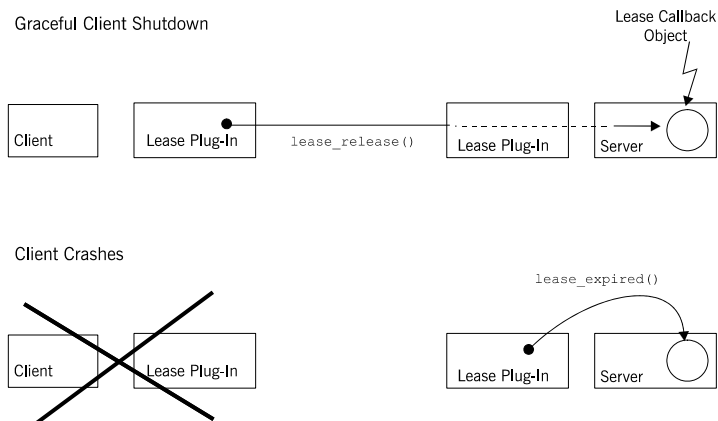 Graceful Client Shutdown
Lease Callback
Object
Client
Lease Plug-In
lease_release()
Lease Plug-In
Server
Client Crashes
lease_expired()
Client
Lease Plug-In
Lease Plug-In
Server